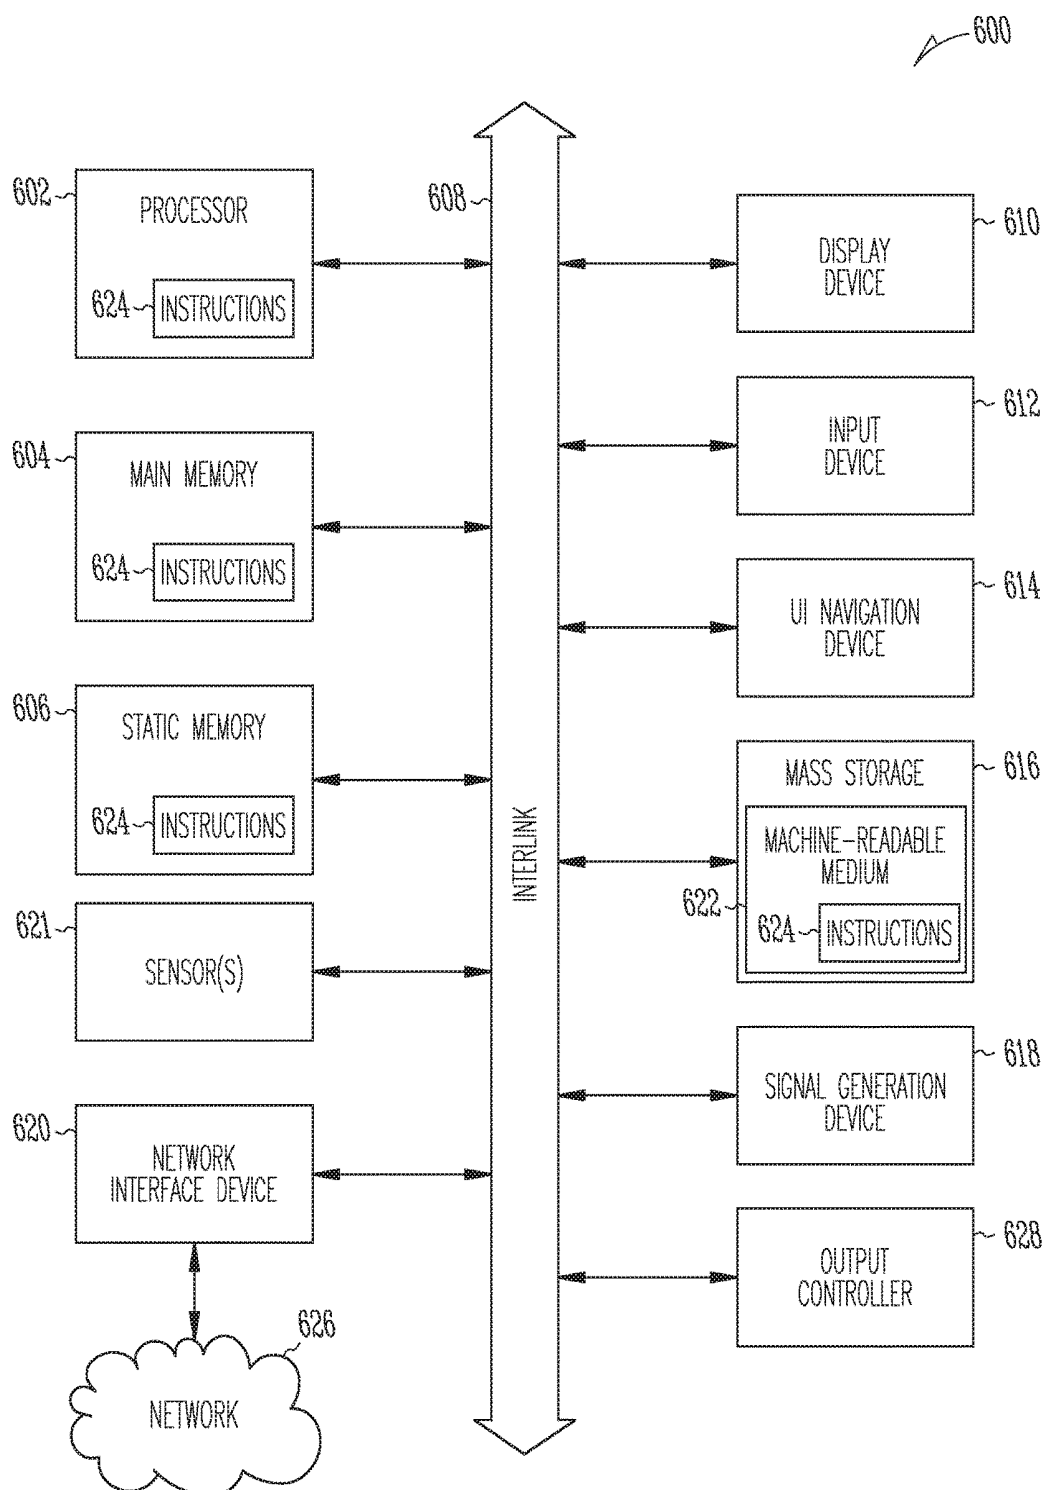 600
602
PROCESSOR
624
INSTRUCTIONS
604
MAIN MEMORY
624
INSTRUCTIONS
606
STATIC MEMORY
624
INSTRUCTIONS
621
SENSOR(S)
620
NETWORK
INTERFACE DEVICE
626
NETWORK
608
INTERLINK
610
DISPLAY
DEVICE
612
INPUT
DEVICE
614
UI NAVIGATION
DEVICE
616
MASS STORAGE
MACHINE-READABLE
MEDIUM
622
624
INSTRUCTIONS
618
SIGNAL GENERATION
DEVICE
628
OUTPUT
CONTROLLER